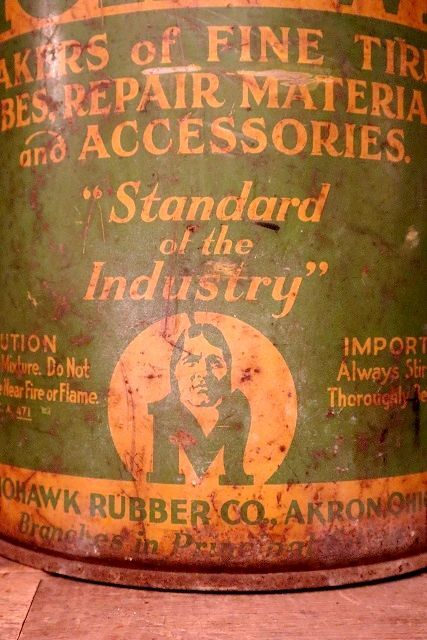 AKERS of FINE TIR
BES, REPAIR MATERIA
and ACCESSORIES.
"Standard
of the
Industry"
UTION
Mixture. Do Not
Near Fire or Flame.
A. 471
IMPORT
Always Stir
Thoroughly
M
MOHAWK RUBBER CO., AKRON, OHI
Branches in Principal